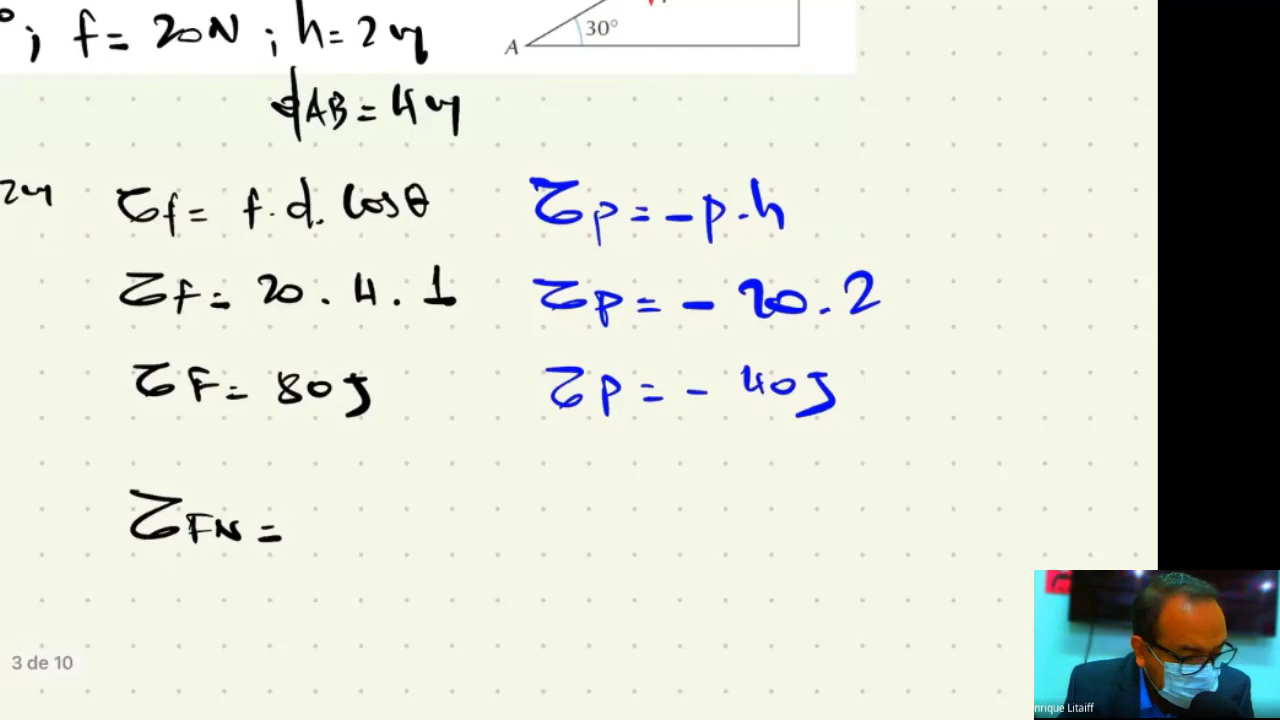 ° ; f = 20N ; h = 2m
A 30°
dAB = 4m
2m
τf = f.d. Cosθ
τp = -p.h
τf = 20 . 4 . 1
τp = - 20.2
τF = 80J
τp = - 40J
τFN =
3 de 10
nrique Litaiff